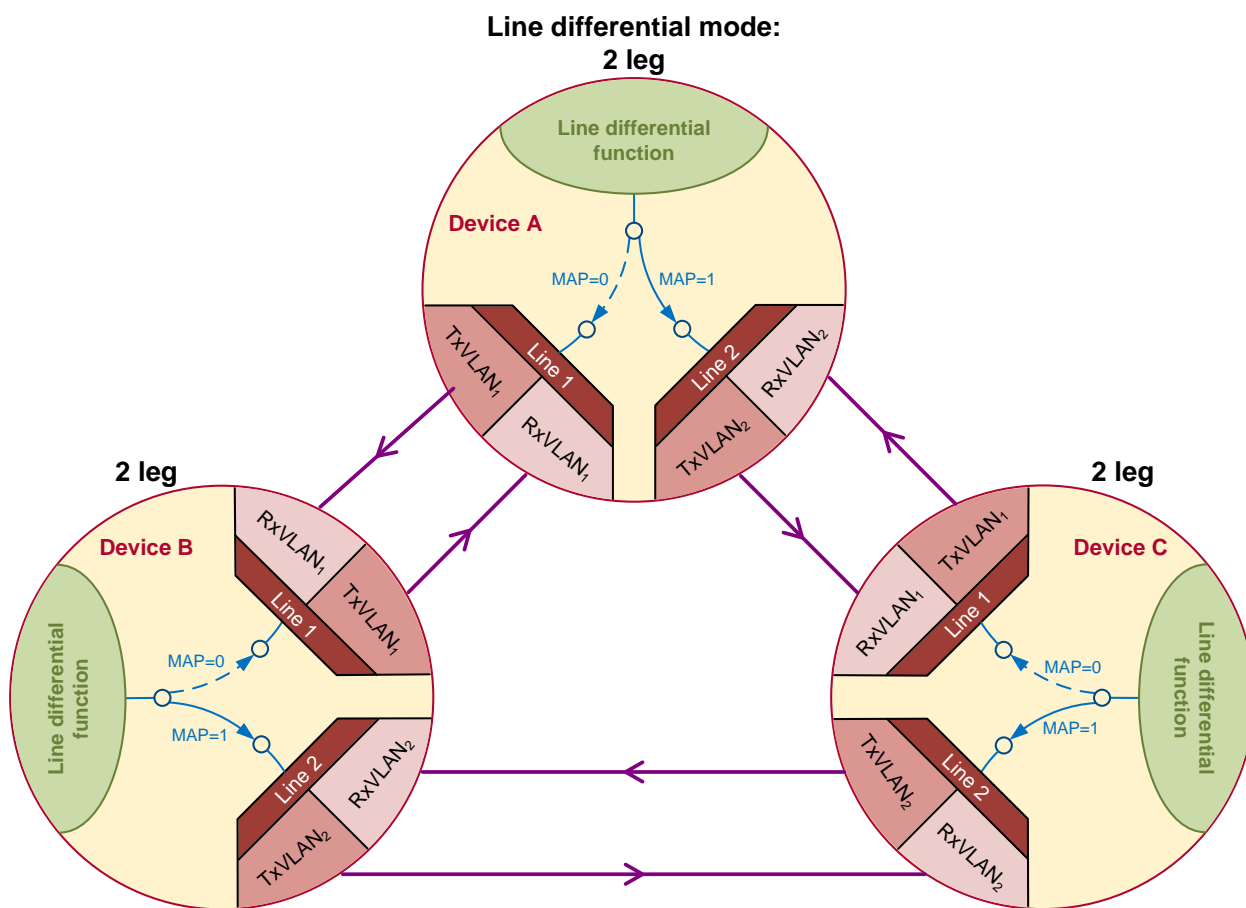 Line differential mode:
2 leg
Line differential
function
Device A
MAP=0
MAP=1
TxVLAN₁
Line 1
RxVLAN₁
Line 2
RxVLAN₂
TxVLAN₂
2 leg
Device B
Line differential
function
RxVLAN₁
TxVLAN₁
Line 1
MAP=0
MAP=1
Line 2
RxVLAN₂
TxVLAN₂
2 leg
Device C
TxVLAN₁
RxVLAN₁
Line 1
MAP=0
MAP=1
Line differential
function
TxVLAN₂
Line 2
RxVLAN₂